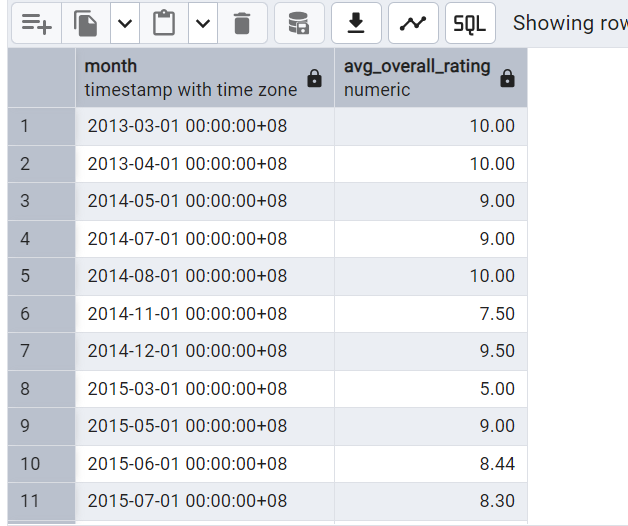 SQL
Showing row
month
timestamp with time zone
avg_overall_rating
numeric
1 2013-03-01 00:00:00+08 10.00
2 2013-04-01 00:00:00+08 10.00
3 2014-05-01 00:00:00+08 9.00
4 2014-07-01 00:00:00+08 9.00
5 2014-08-01 00:00:00+08 10.00
6 2014-11-01 00:00:00+08 7.50
7 2014-12-01 00:00:00+08 9.50
8 2015-03-01 00:00:00+08 5.00
9 2015-05-01 00:00:00+08 9.00
10 2015-06-01 00:00:00+08 8.44
11 2015-07-01 00:00:00+08 8.30